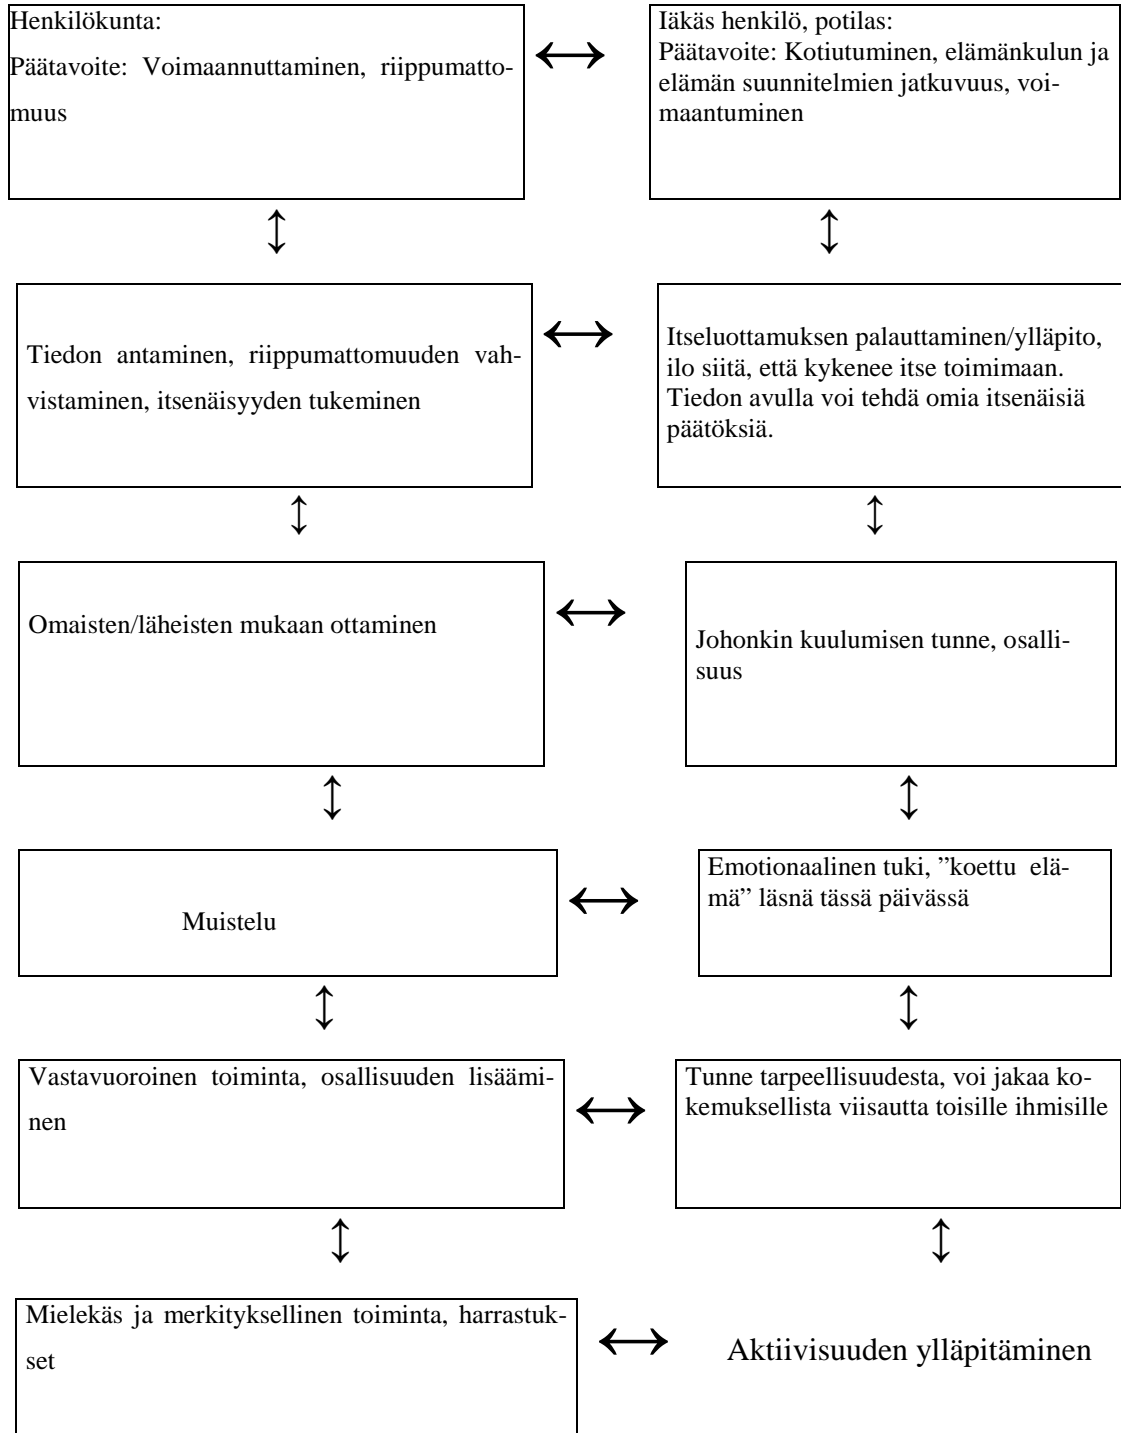 Henkilökunta:
Päätavoite: Voimaannuttaminen, riippumatto-
muus
Iäkäs henkilö, potilas:
Päätavoite: Kotiutuminen, elämänkulun ja
elämän suunnitelmien jatkuvuus, voi-
maantuminen
Tiedon antaminen, riippumattomuuden vah-
vistaminen, itsenäisyyden tukeminen
Itseluottamuksen palauttaminen/ylläpito,
ilo siitä, että kykenee itse toimimaan.
Tiedon avulla voi tehdä omia itsenäisiä
päätöksiä.
Omaisten/läheisten mukaan ottaminen
Johonkin kuulumisen tunne, osalli-
suus
Muistelu
Emotionaalinen tuki, ”koettu elä-
mä” läsnä tässä päivässä
Vastavuoroinen toiminta, osallisuuden lisäämi-
nen
Tunne tarpeellisuudesta, voi jakaa ko-
kemuksellista viisautta toisille ihmisille
Mielekäs ja merkityksellinen toiminta, harrastuk-
set
Aktiivisuuden ylläpitäminen